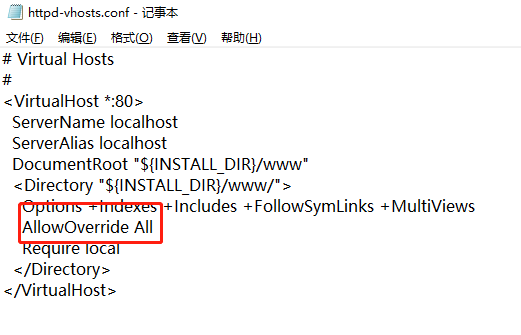 httpd-vhosts.conf - 记事本
文件(F) 编辑(E) 格式(O) 查看(V) 帮助(H)
# Virtual Hosts
#
<VirtualHost *:80>
ServerName localhost
ServerAlias localhost
DocumentRoot "${INSTALL_DIR}/www"
<Directory "${INSTALL_DIR}/www/">
Options +Indexes +Includes +FollowSymLinks +MultiViews
AllowOverride All
Require local
</Directory>
</VirtualHost>